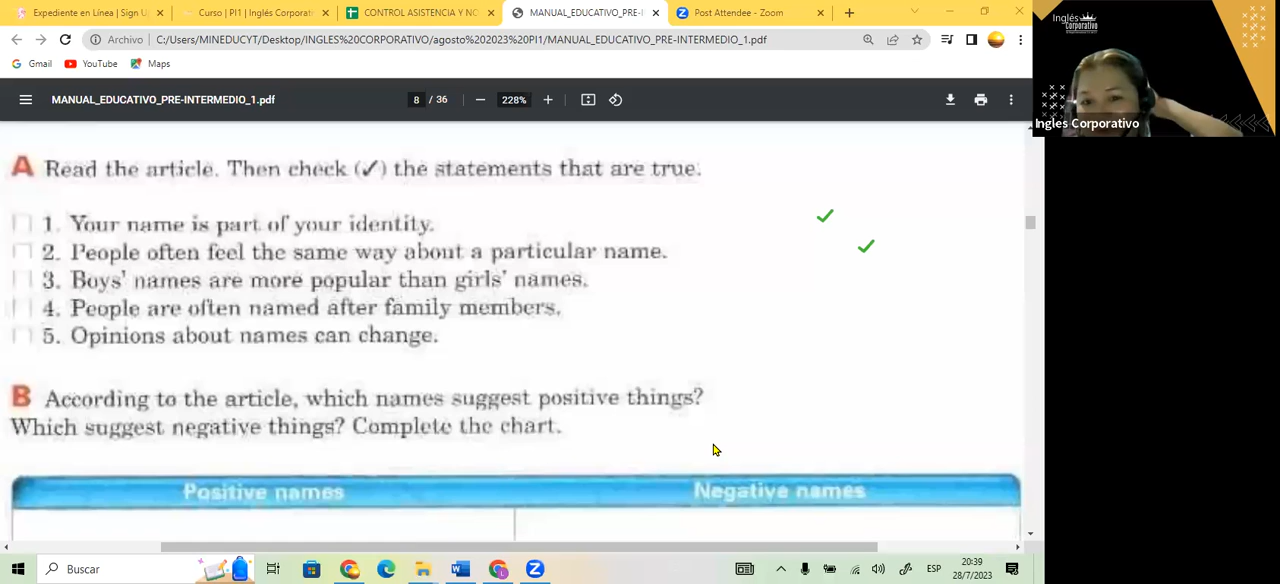 Expediente en Línea | Sign U
Curso | PI1 | Inglés Corporati
CONTROL ASISTENCIA Y NO
MANUAL_EDUCATIVO_PRE-I
Post Attendee - Zoom
Archivo
C:/Users/MINEDUCYT/Desktop/INGLES%20CORPORATIVO/agosto%202023%20PI1/MANUAL_EDUCATIVO_PRE-INTERMEDIO_1.pdf
Gmail
YouTube
Maps
MANUAL_EDUCATIVO_PRE-INTERMEDIO_1.pdf
8 / 36
228%
Inglés
Corporativo
Ingles Corporativo
A Read the article. Then check (✓) the statements that are true.
1. Your name is part of your identity.
2. People often feel the same way about a particular name.
3. Boys' names are more popular than girls' names.
4. People are often named after family members.
5. Opinions about names can change.
B According to the article, which names suggest positive things?
Which suggest negative things? Complete the chart.
Positive names
Negative names
Buscar
ESP
20:39
28/7/2023